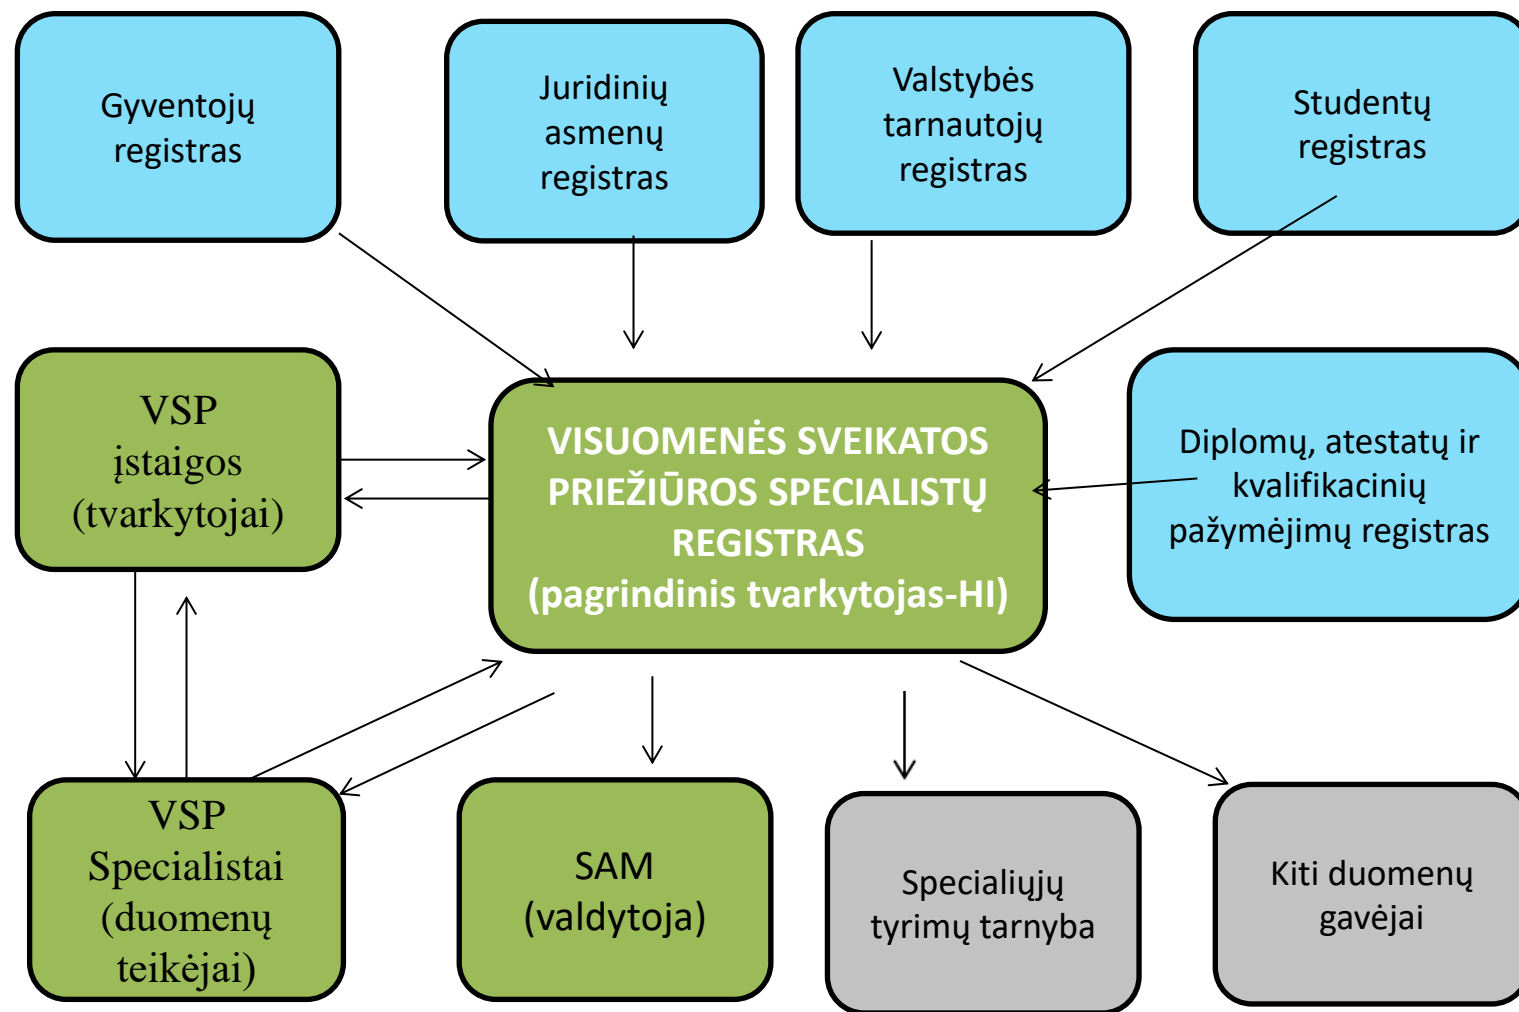 Gyventojų
registras
Juridinių
asmenų
registras
Valstybės
tarnautojų
registras
Studentų
registras
VSP
įstaigos
(tvarkytojai)
VISUOMENĖS SVEIKATOS
PRIEŽIŪROS SPECIALISTŲ
REGISTRAS
(pagrindinis tvarkytojas-HI)
Diplomų, atestatų ir
kvalifikacinių
pažymėjimų registras
VSP
Specialistai
(duomenų
teikėjai)
SAM
(valdytoja)
Specialiųjų
tyrimų tarnyba
Kiti duomenų
gavėjai